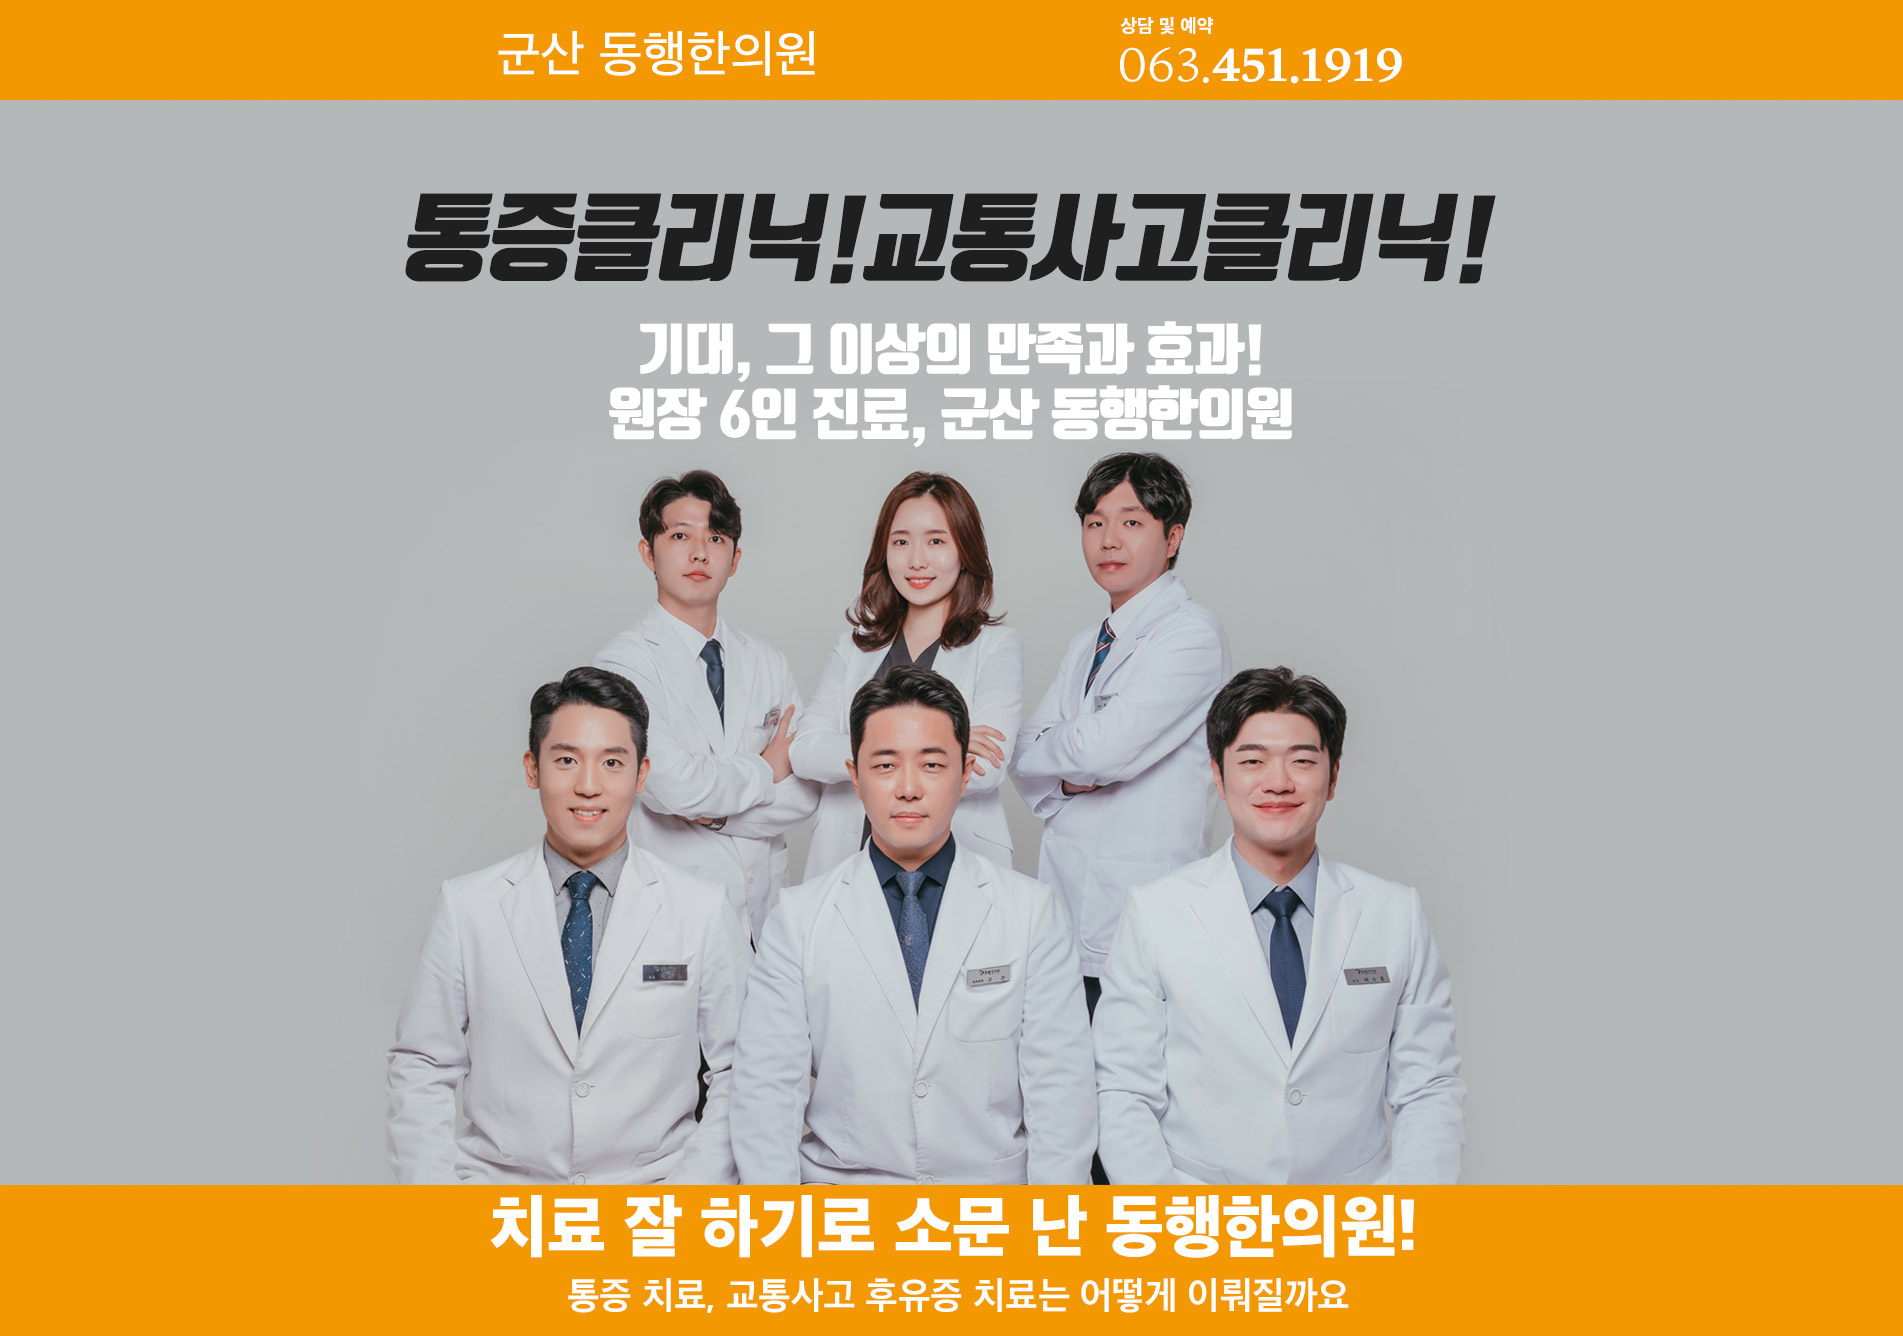 군산 동행한의원
상담 및 예약
063.451.1919
통증클리닉!교통사고클리닉!
기대, 그 이상의 만족과 효과!
원장 6인 진료, 군산 동행한의원
치료 잘 하기로 소문 난 동행한의원!
통증 치료, 교통사고 후유증 치료는 어떻게 이뤄질까요